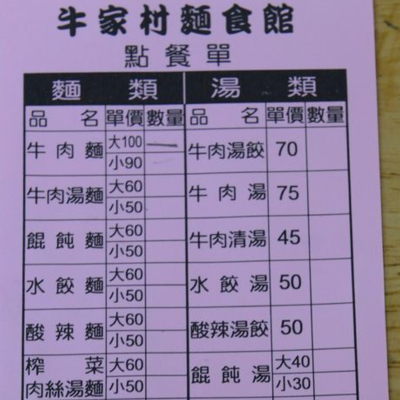 牛家村麵食館
點餐單
麵類 湯類
品名 單價 數量 品名 單價 數量
牛肉麵 大100 小90 牛肉湯餃 70
牛肉湯麵 大60 小50 牛肉湯 75
餛飩麵 大60 小50 牛肉清湯 45
水餃麵 大60 小50 水餃湯 50
酸辣麵 大60 小50 酸辣湯餃 50
榨菜肉絲湯麵 大60 小50 餛飩湯 大40 小30